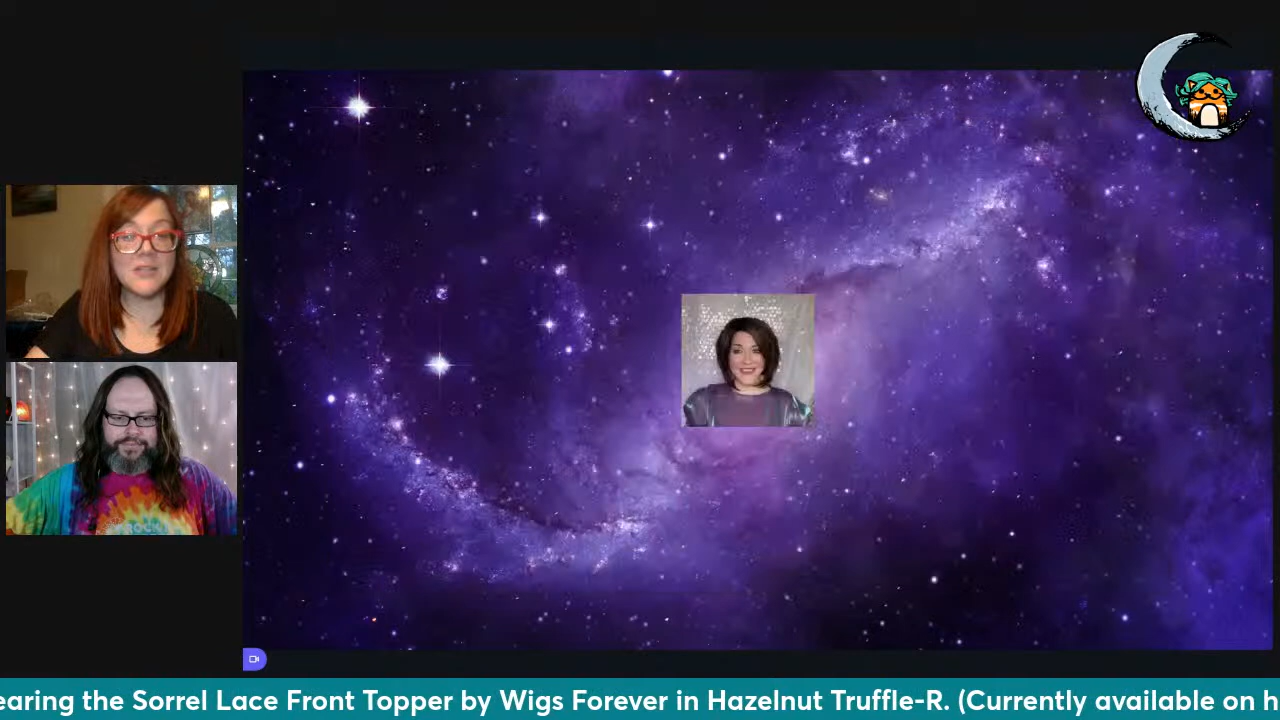 earing the Sorrel Lace Front Topper by Wigs Forever in Hazelnut Truffle-R. (Currently available on h